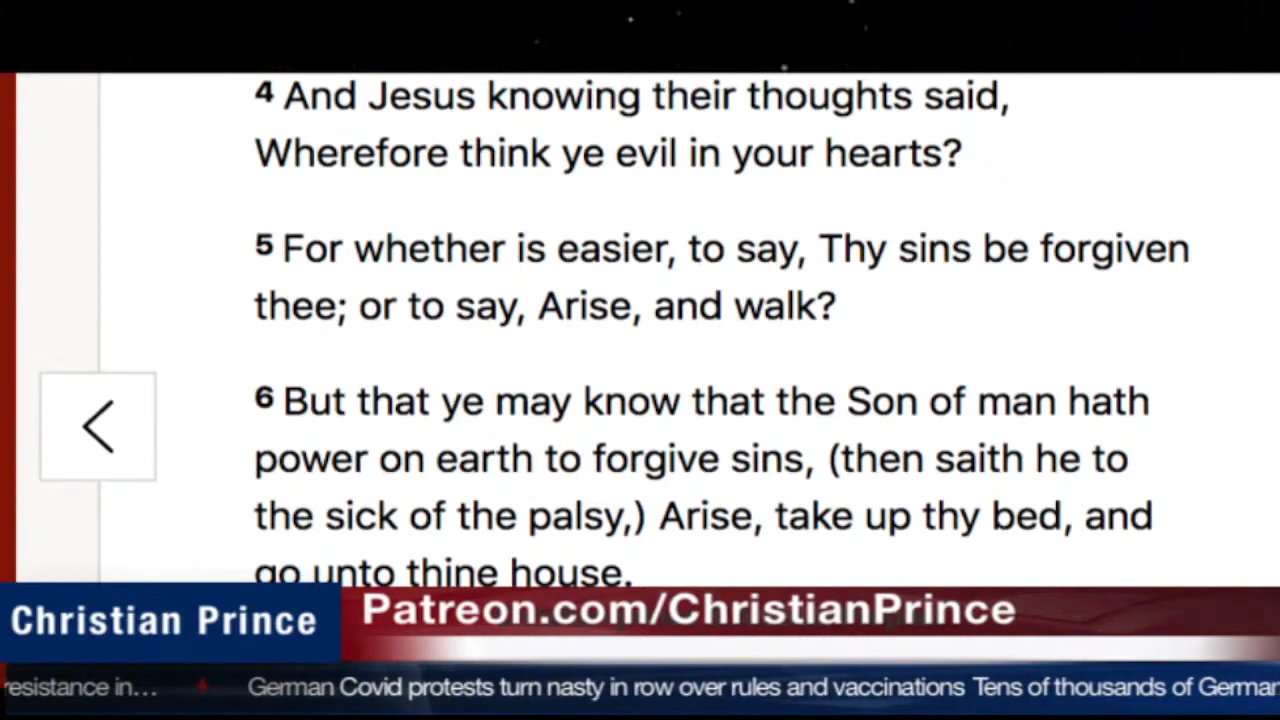 4 And Jesus knowing their thoughts said,
Wherefore think ye evil in your hearts?
5 For whether is easier, to say, Thy sins be forgiven
thee; or to say, Arise, and walk?
6 But that ye may know that the Son of man hath
power on earth to forgive sins, (then saith he to
the sick of the palsy,) Arise, take up thy bed, and
go unto thine house.
Christian Prince
Patreon.com/ChristianPrince
resistance in... German Covid protests turn nasty in row over rules and vaccinations Tens of thousands of German